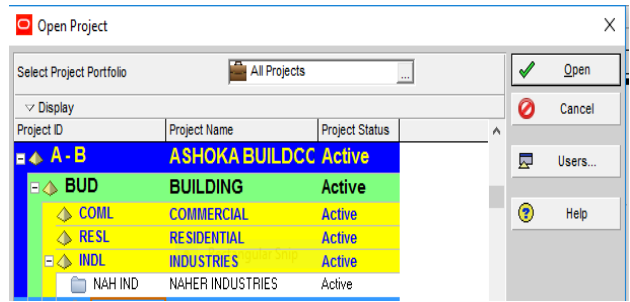 Open Project
Select Project Portfolio All Projects ...
Display
Project ID Project Name Project Status
A - B ASHOKA BUILDCC Active
BUD BUILDING Active
COML COMMERCIAL Active
RESL RESIDENTIAL Active
INDL INDUSTRIES Active
NAH IND NAHER INDUSTRIES Active
Open
Cancel
Users...
Help